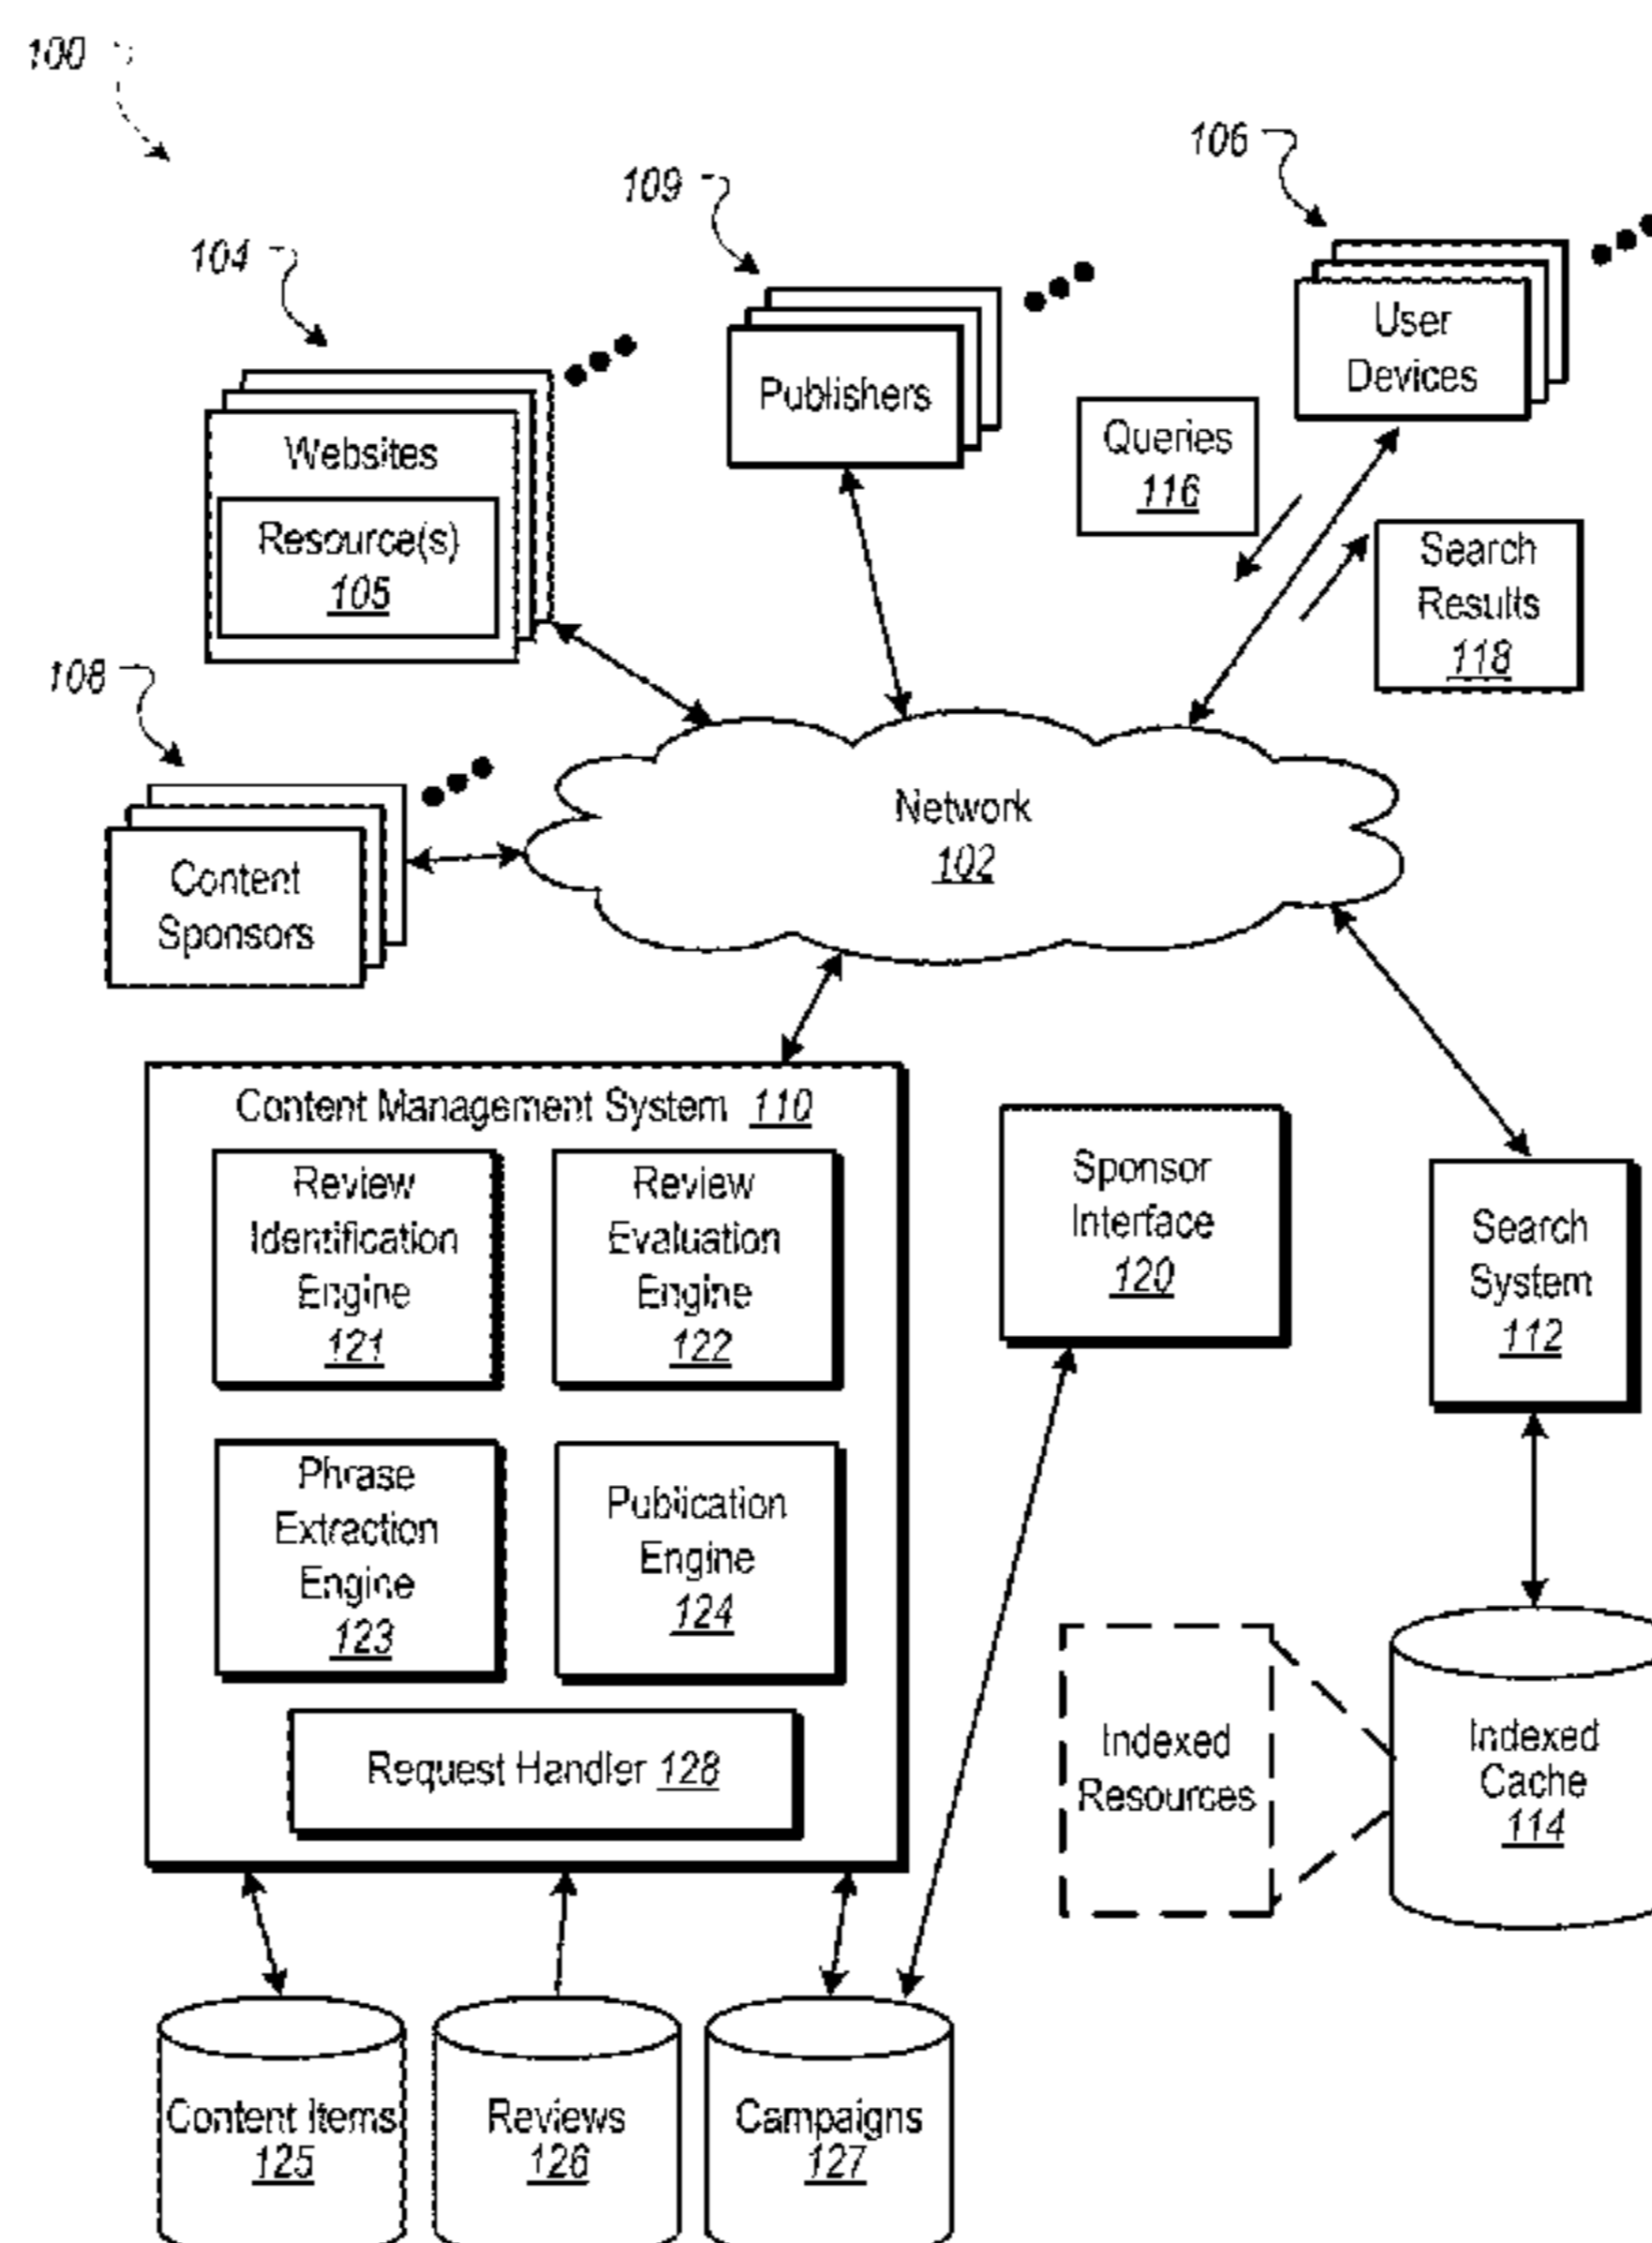 100
106
109
104
User
Devices
Publishers
Queries
116
Websites
Resource(s)
105
Search
Results
118
108
Network
102
Content
Sponsors
Content Management System 110
Review
Identification
Engine
121
Review
Evaluation
Engine
122
Sponsor
Interface
120
Search
System
112
Phrase
Extraction
Engine
123
Publication
Engine
124
Request Handler 128
Indexed
Resources
Indexed
Cache
114
Content Items
125
Reviews
126
Campaigns
127